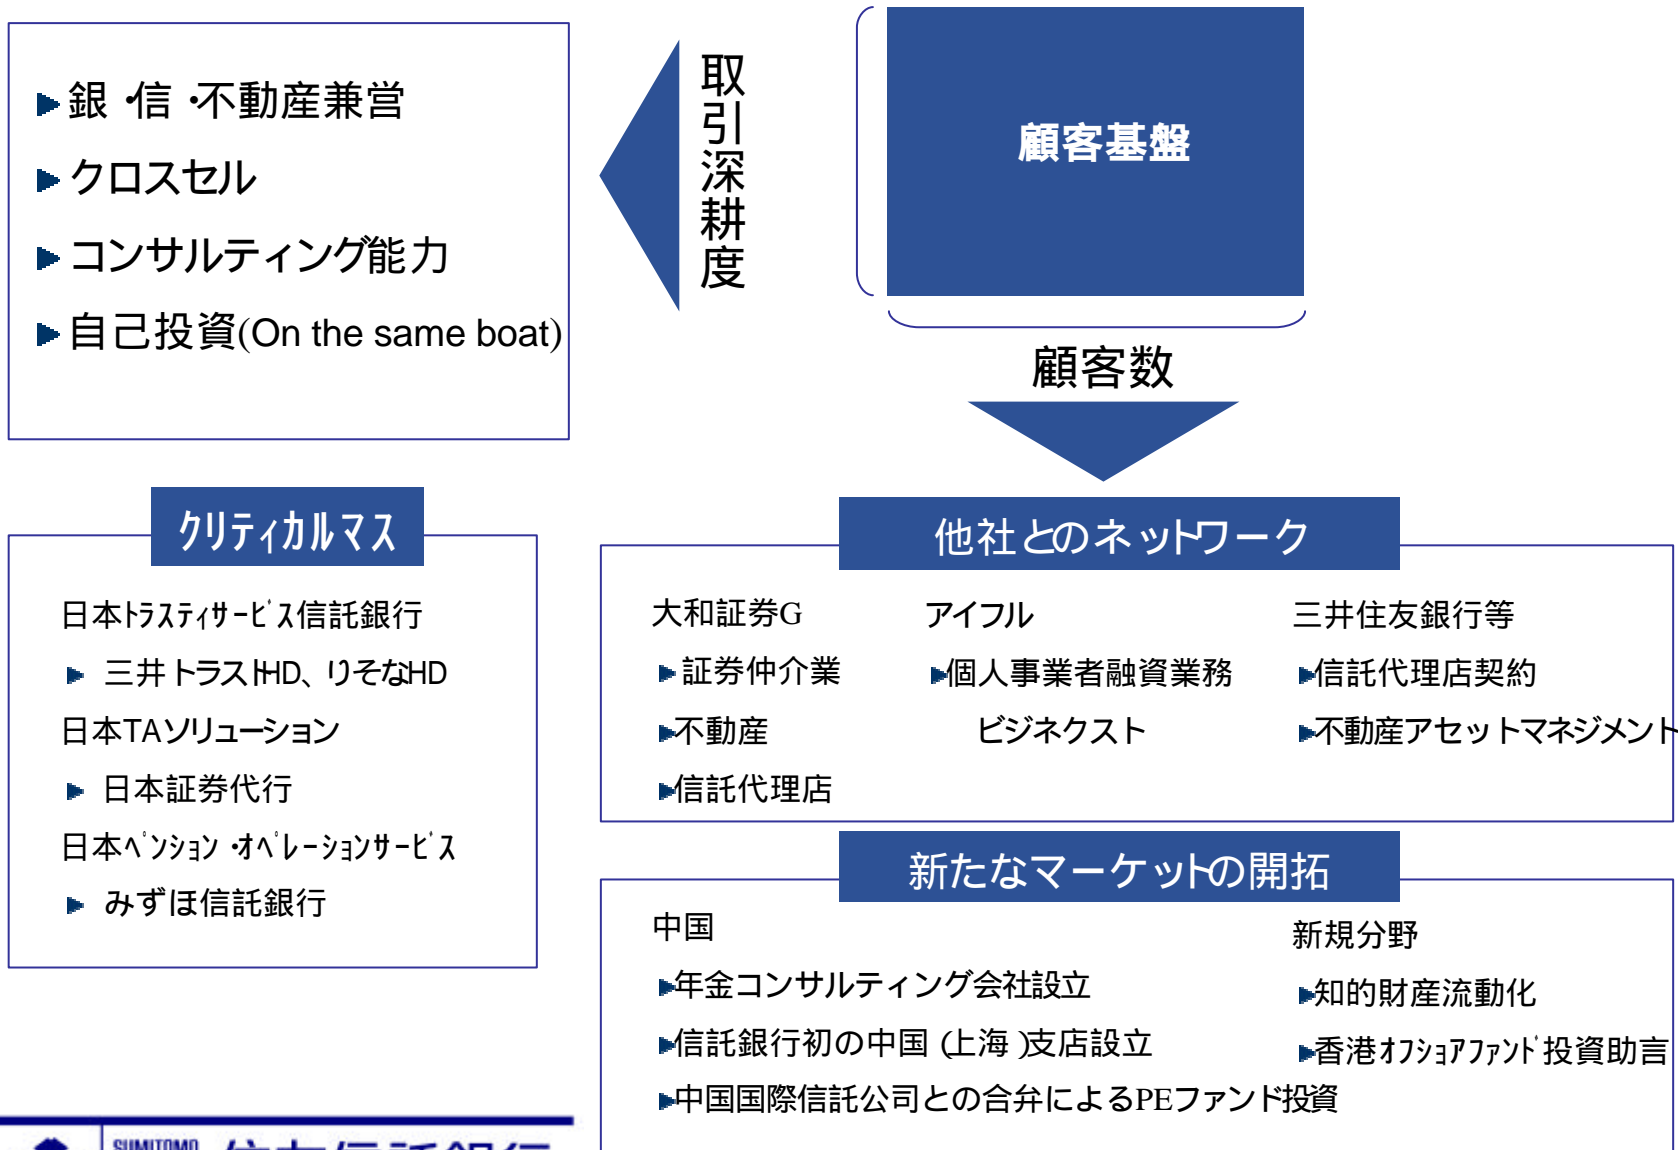 銀・信・不動産兼営
クロスセル
コンサルティング能力
自己投資(On the same boat)
取引深耕度
顧客基盤
顧客数
ｸﾘﾃｨｶﾙﾏｽ
日本ﾄﾗｽﾃｨｻｰﾋﾞｽ信託銀行
三井トラストHD、りそなHD
日本TAソリューション
日本証券代行
日本ﾍﾟﾝｼｮﾝ・ｵﾍﾟﾚｰｼｮﾝｻｰﾋﾞｽ
みずほ信託銀行
他社とのネットワーク
大和証券G
証券仲介業
不動産
信託代理店
アイフル
個人事業者融資業務
ビジネクスト
三井住友銀行等
信託代理店契約
不動産アセットマネジメント
新たなマーケットの開拓
中国
年金コンサルティング会社設立
信託銀行初の中国(上海)支店設立
中国国際信託公司との合弁によるPEファンド投資
新規分野
知的財産流動化
香港ｵﾌｼｮｱﾌｧﾝﾄﾞ投資助言
SUMITOMO
住友信託銀行